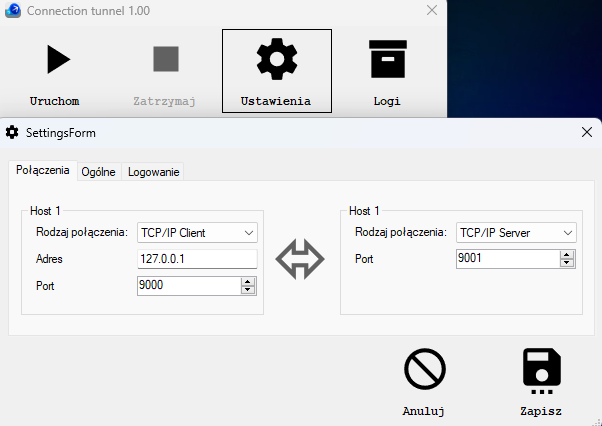 Connection tunnel 1.00
Uruchom Zatrzymaj Ustawienia Logi
SettingsForm
Połączenia Ogólne Logowanie
Host 1
Rodzaj połączenia: TCP/IP Client
Adres 127.0.0.1
Port 9000
Host 1
Rodzaj połączenia: TCP/IP Server
Port 9001
Anuluj Zapisz